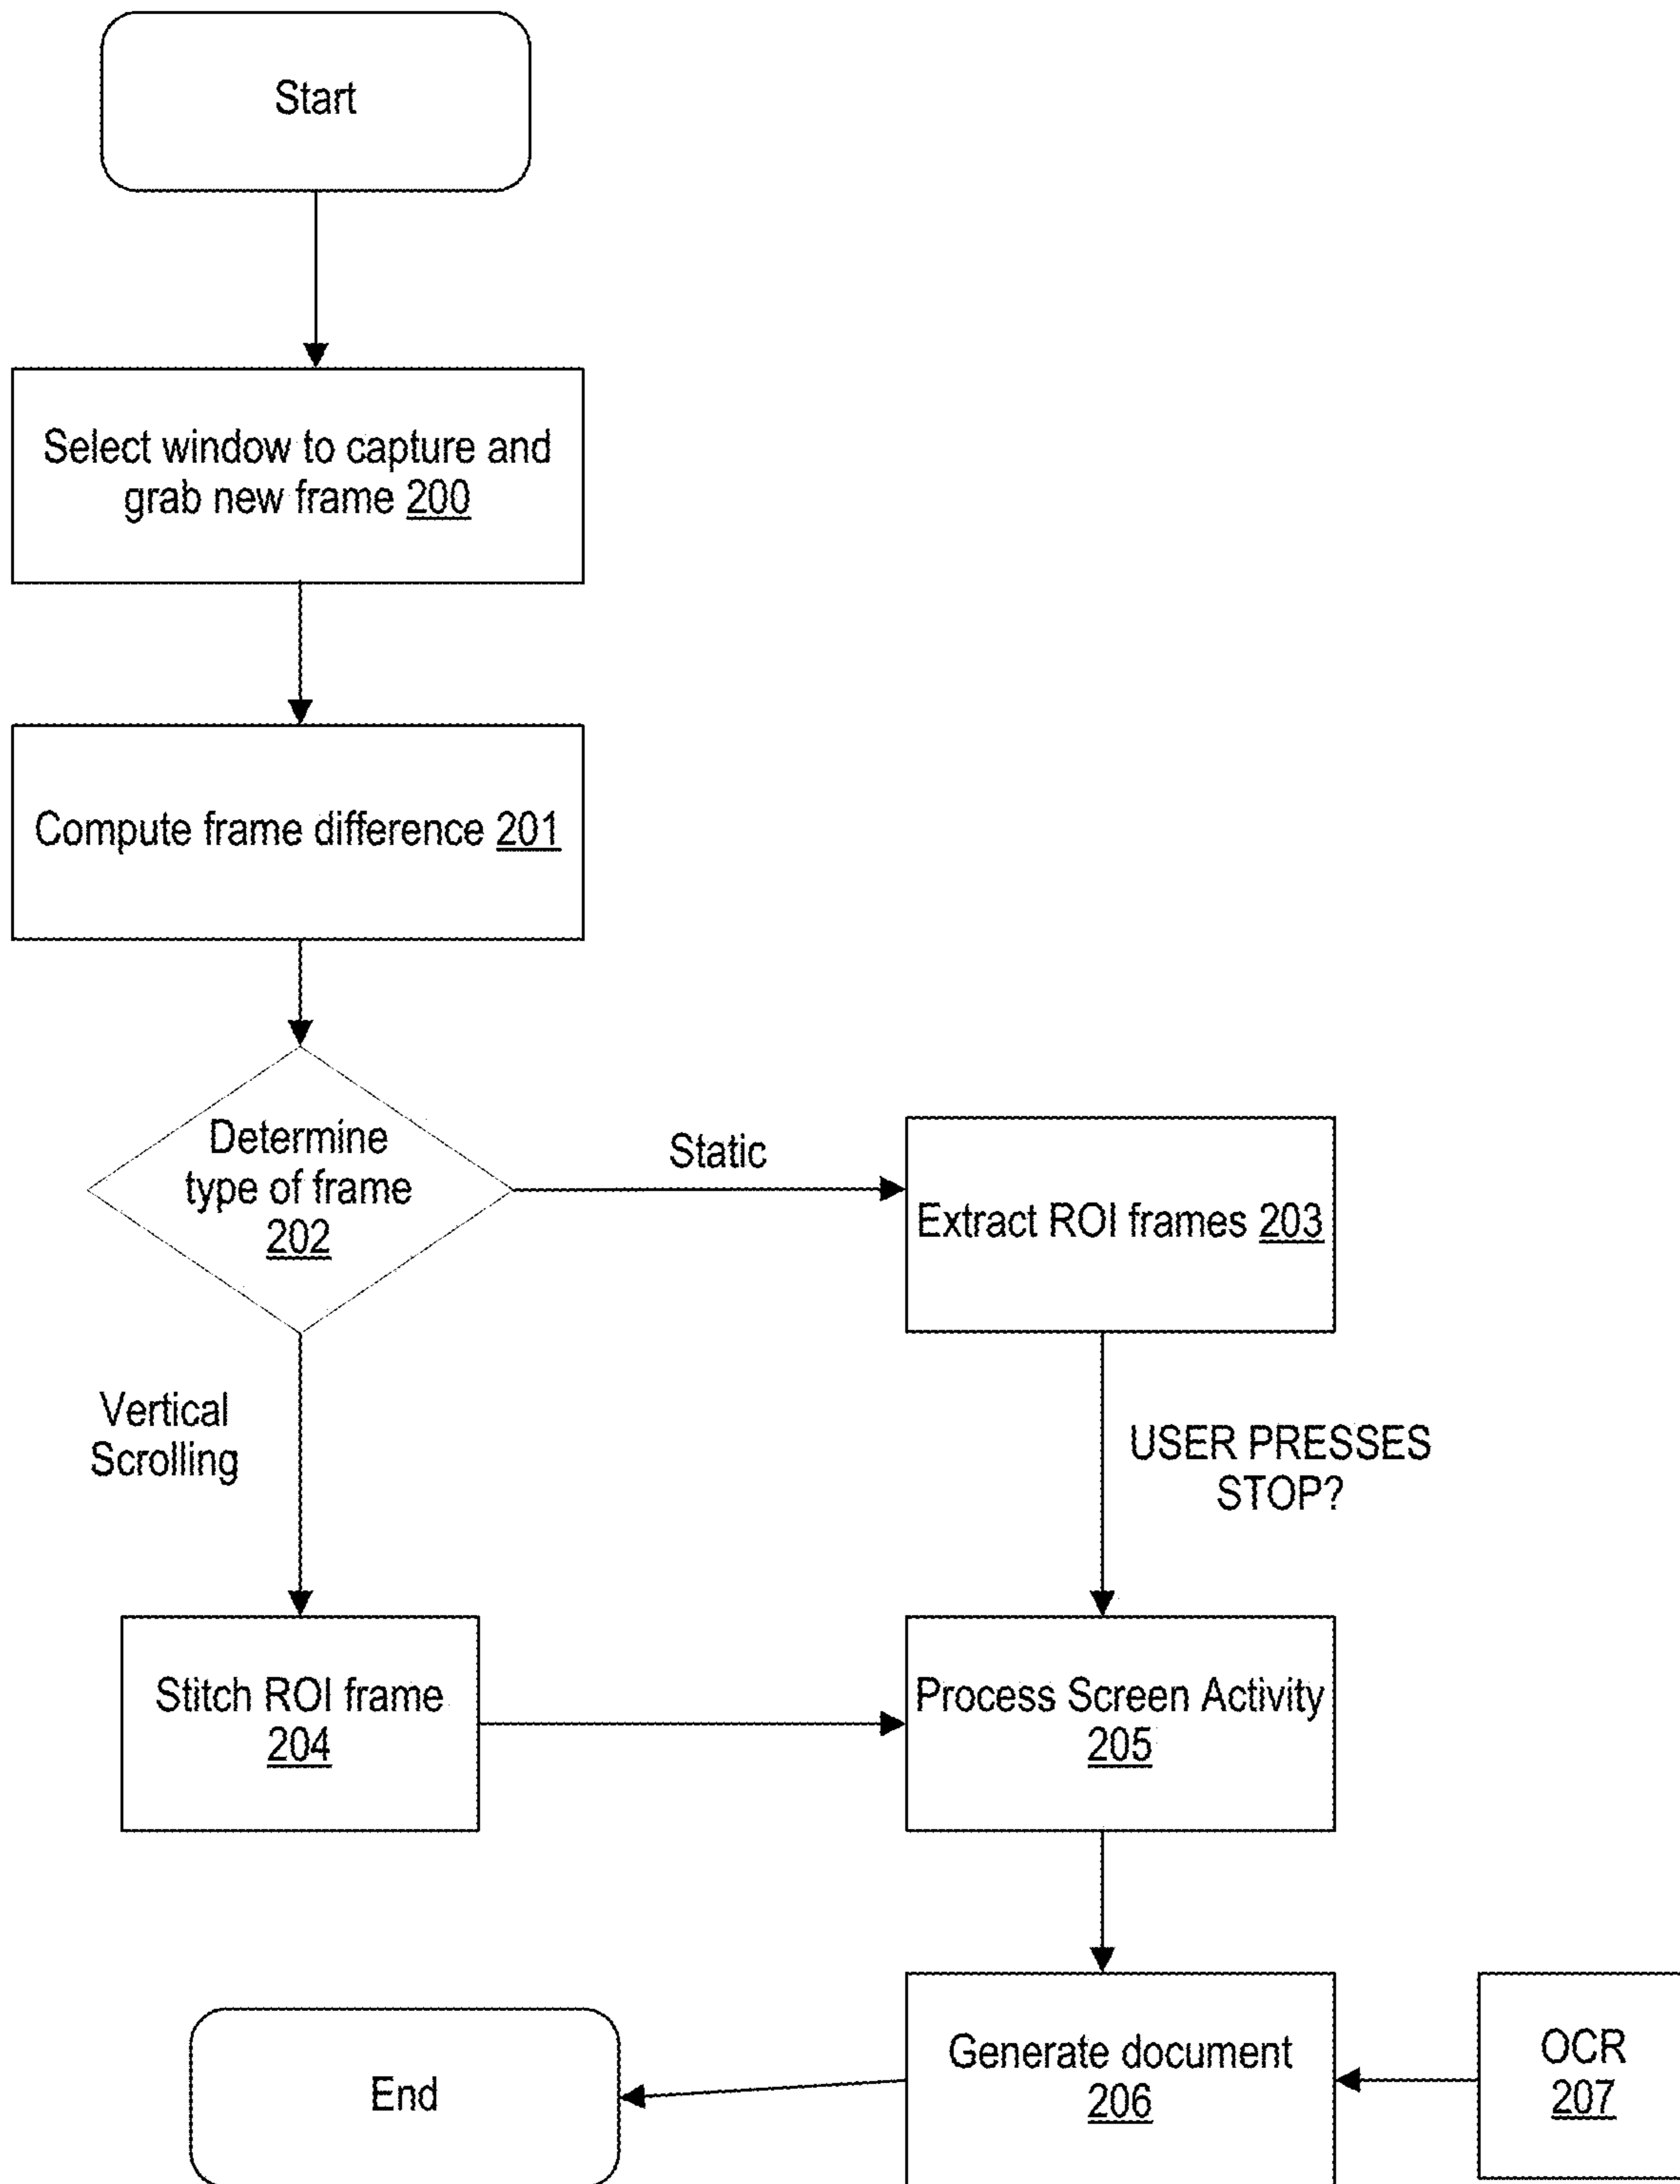 Start
Select window to capture and
grab new frame 200
Compute frame difference 201
Determine
type of frame
202
Static
Extract ROI frames 203
Vertical
Scrolling
USER PRESSES
STOP?
Stitch ROI frame
204
Process Screen Activity
205
End
Generate document
206
OCR
207